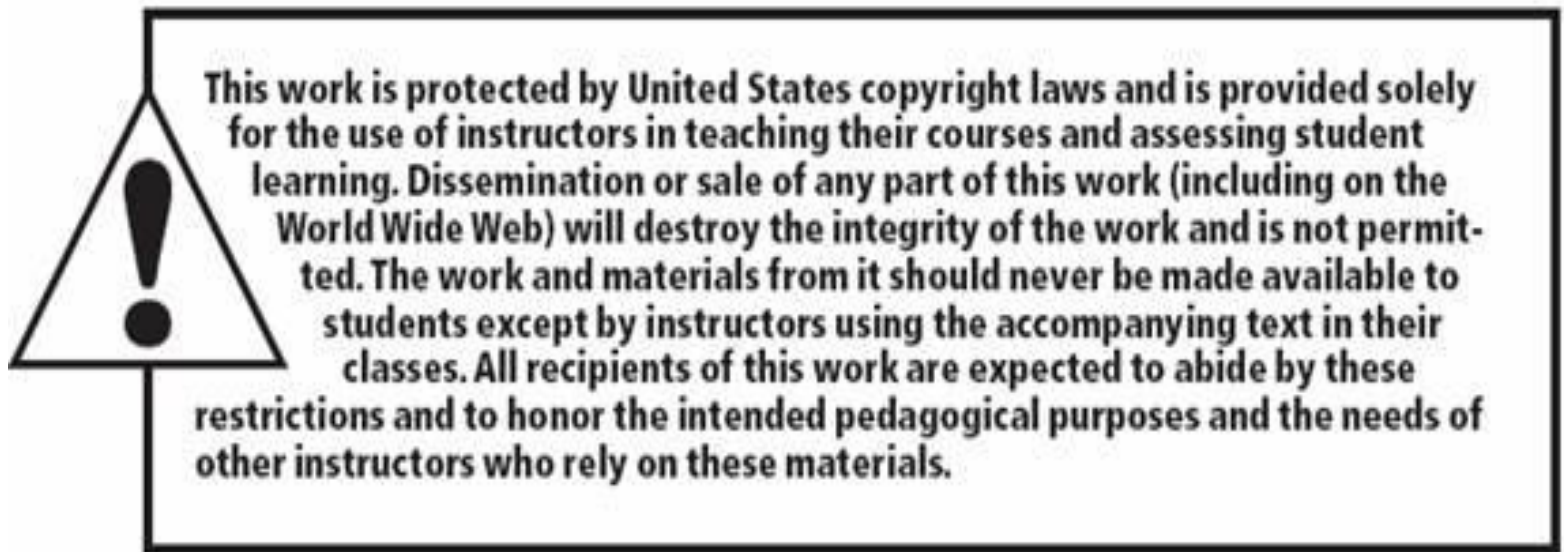 This work is protected by United States copyright laws and is provided solely
for the use of instructors in teaching their courses and assessing student
learning. Dissemination or sale of any part of this work (including on the
World Wide Web) will destroy the integrity of the work and is not permit-
ted. The work and materials from it should never be made available to
students except by instructors using the accompanying text in their
classes. All recipients of this work are expected to abide by these
restrictions and to honor the intended pedagogical purposes and the needs of
other instructors who rely on these materials.